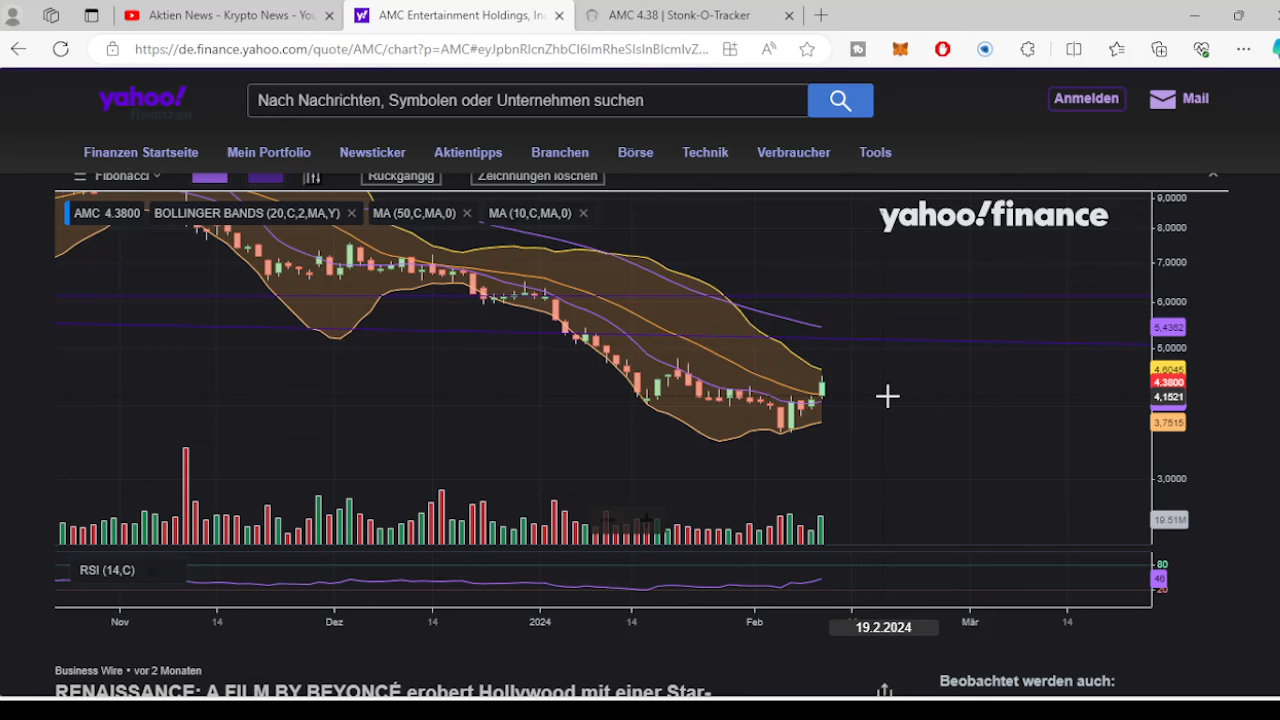 Aktien News - Krypto News - You
AMC Entertainment Holdings, Inc
AMC 4.38 | Stonk-O-Tracker
https://de.finance.yahoo.com/quote/AMC/chart?p=AMC#
yahoo!
finanzen
Nach Nachrichten, Symbolen oder Unternehmen suchen
Anmelden
Mail
Finanzen Startseite
Mein Portfolio
Newsticker
Aktientipps
Branchen
Börse
Technik
Verbraucher
Tools
Fibonacci
Rückgängig
Zeichnungen löschen
AMC 4.3800
BOLLINGER BANDS (20,C,2,MA,Y)
MA (50,C,MA,0)
MA (10,C,MA,0)
yahoo!finance
9,0000
8,0000
7,0000
6,0000
5,4362
5,0000
4,6045
4.3800
4,1521
3,7515
3,0000
19.51M
RSI (14,C)
80
46
20
Nov
14
Dez
14
2024
14
Feb
19.2.2024
Mär
14
Business Wire • vor 2 Monaten
RENAISSANCE: A FILM BY BEYONCÉ erobert Hollywood mit einer Star-
Beobachtet werden auch: